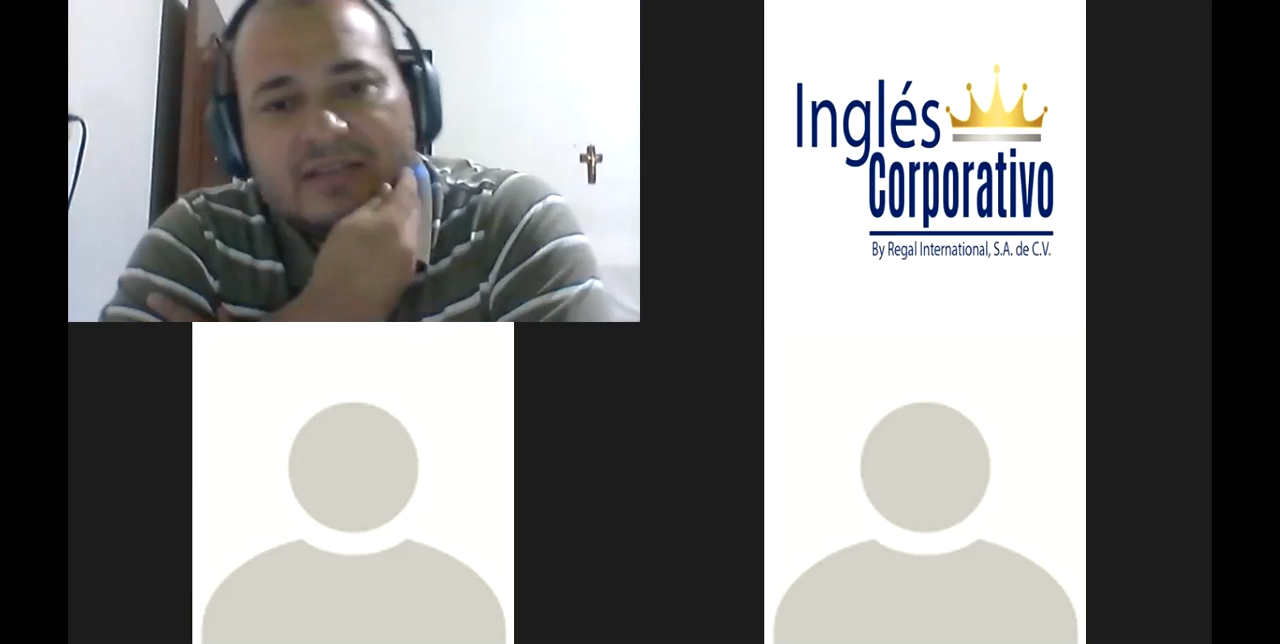 Inglés
Corporativo
By Regal International, S.A. de C.V.